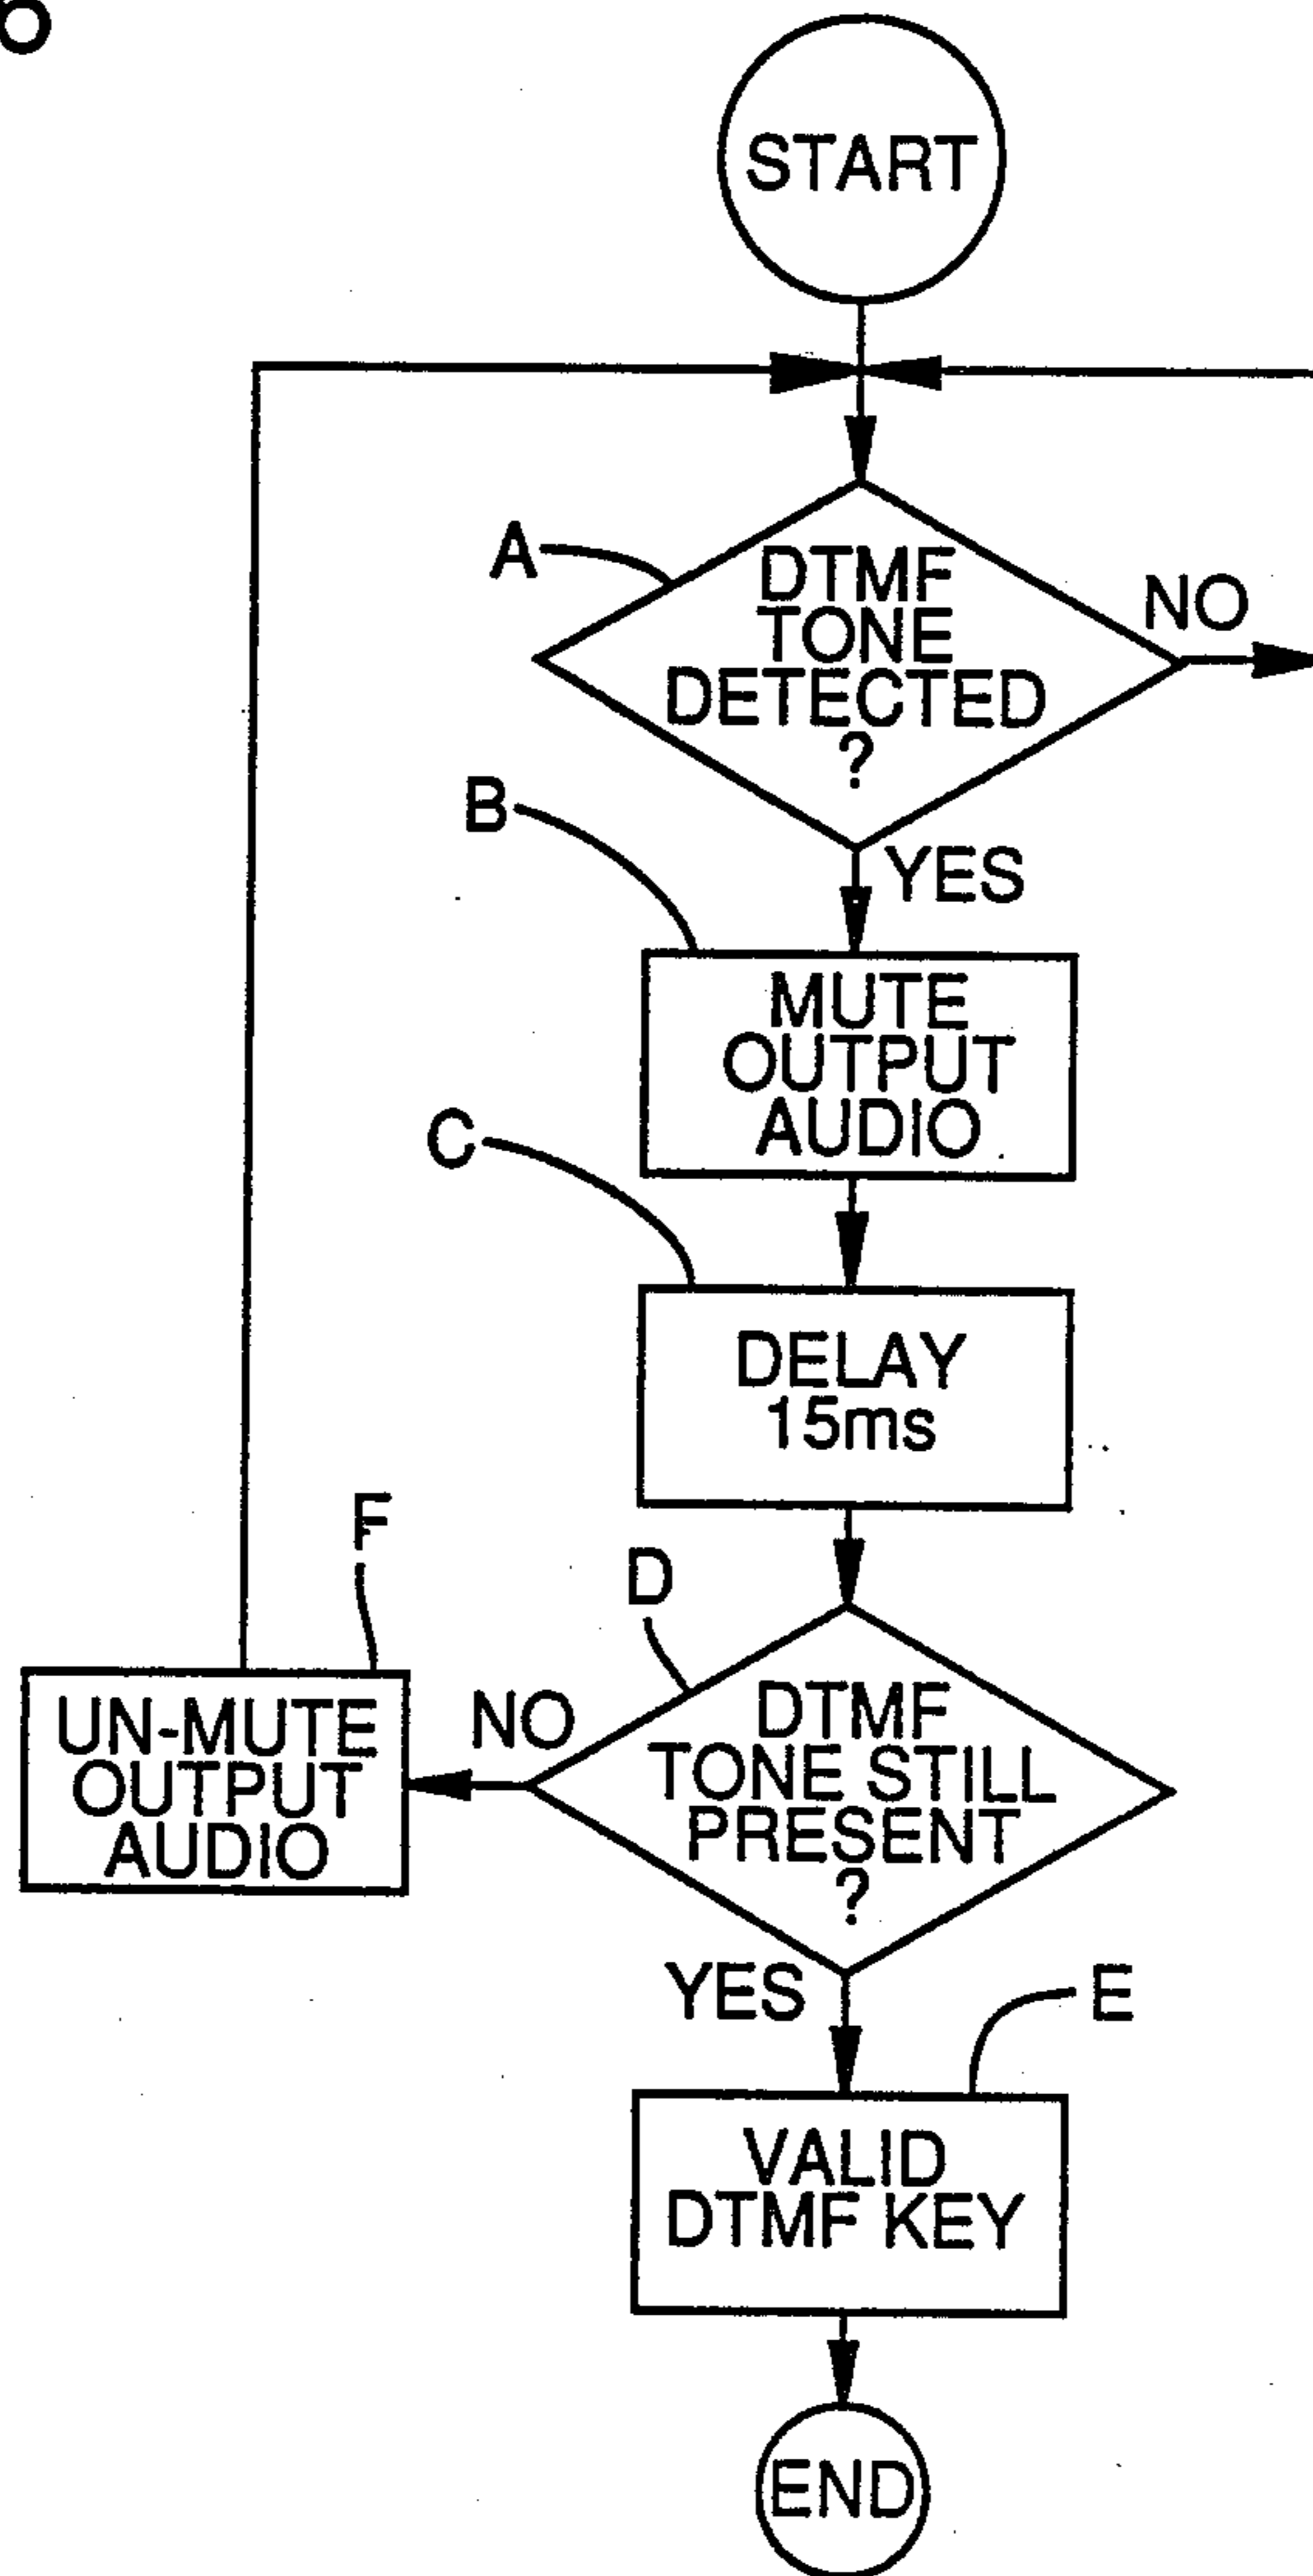 START
A
DTMF
TONE
DETECTED
?
NO
B
YES
MUTE
OUTPUT
AUDIO
C
DELAY
15ms
F
D
UN-MUTE
OUTPUT
AUDIO
NO
DTMF
TONE STILL
PRESENT
?
YES
E
VALID
DTMF KEY
END